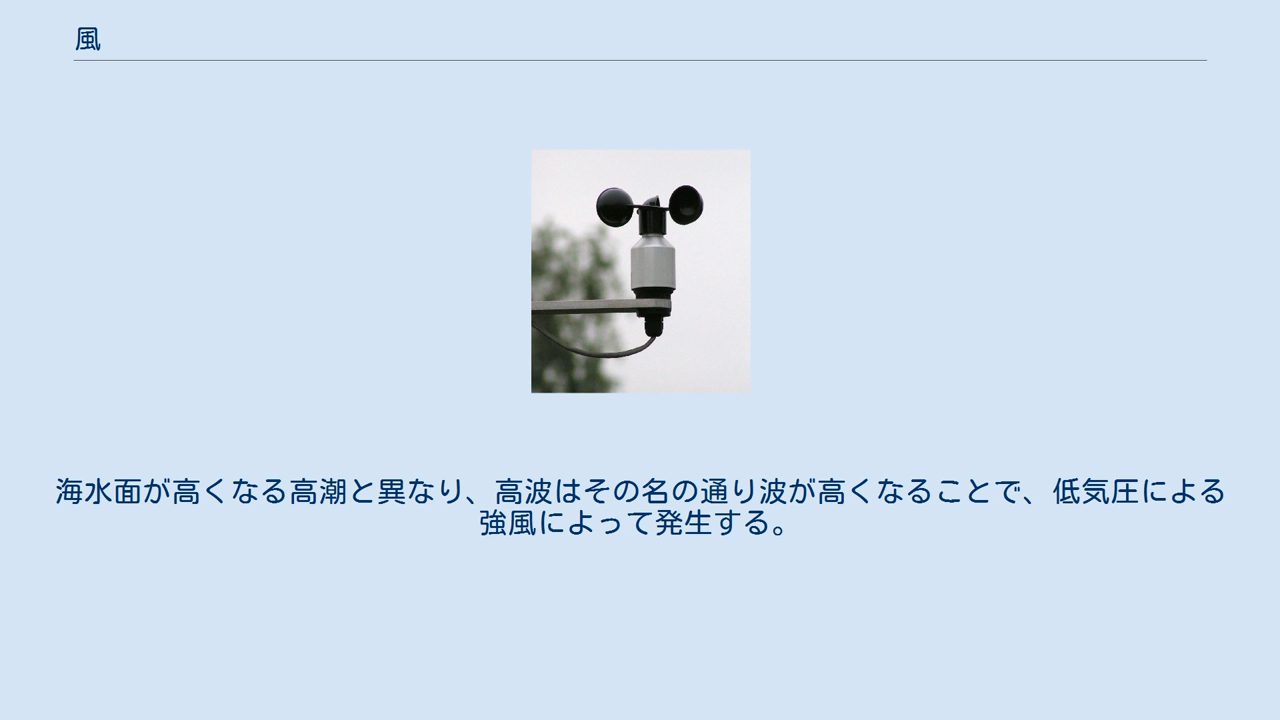 風
海水面が高くなる高潮と異なり、高波はその名の通り波が高くなることで、低気圧による
強風によって発生する。